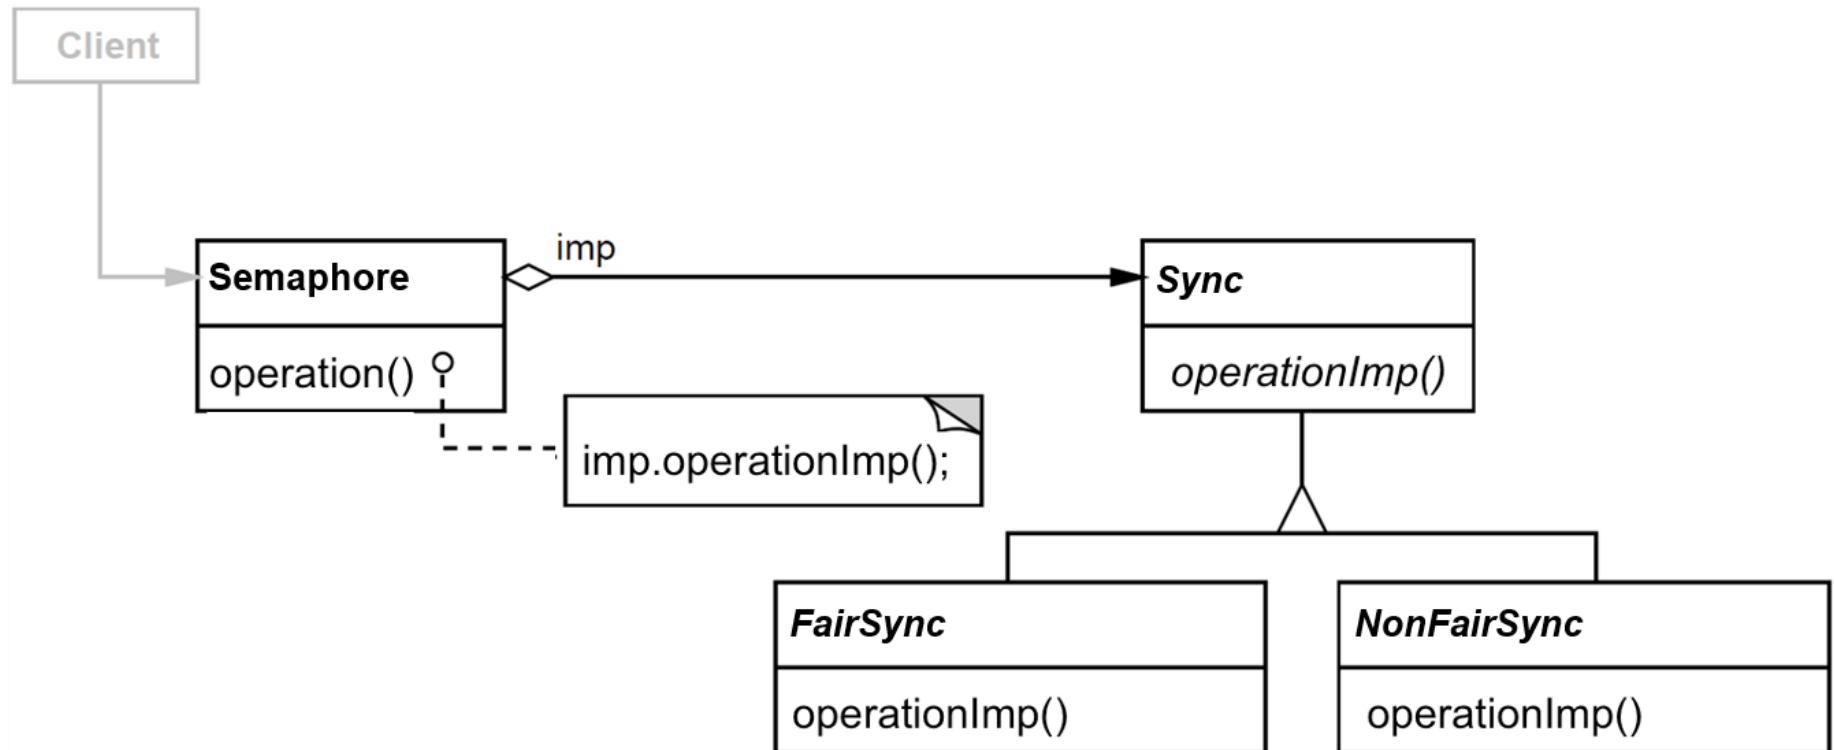 Client
imp
Semaphore
Sync
operation()
operationImp()
imp.operationImp();
FairSync
NonFairSync
operationImp()
operationImp()